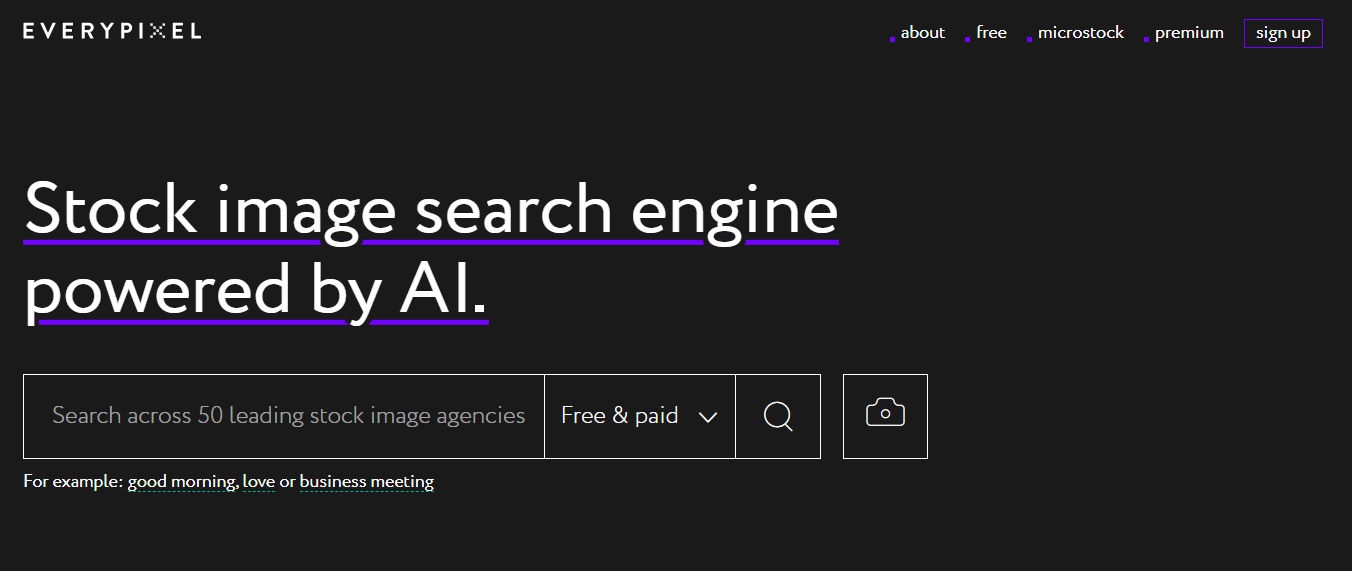 EVERYPIXEL
about free microstock premium sign up
Stock image search engine
powered by AI.
Search across 50 leading stock image agencies Free & paid
For example: good morning, love or business meeting